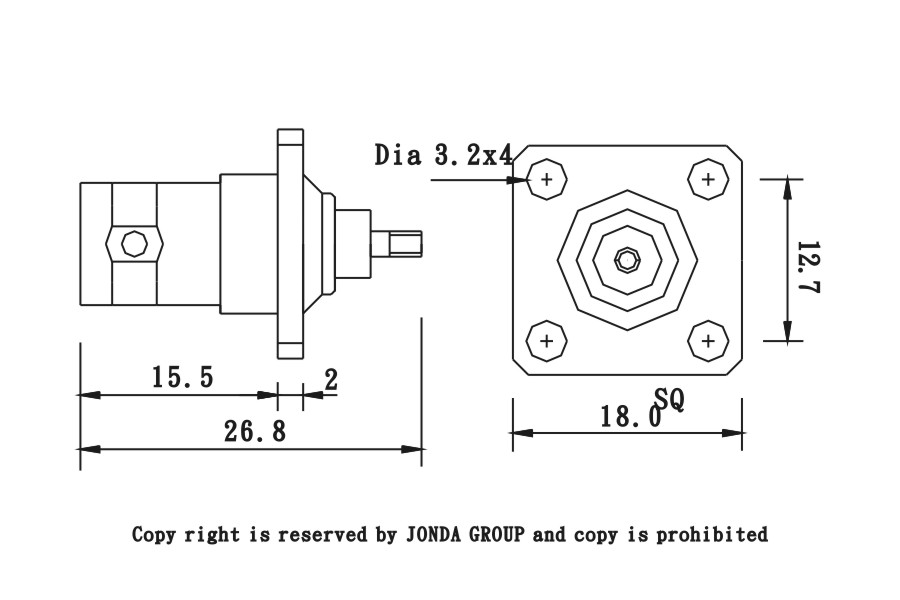 Dia 3.2x4
12.7
15.5
2
SQ
18.0
26.8
Copy right is reserved by JONDA GROUP and copy is prohibited